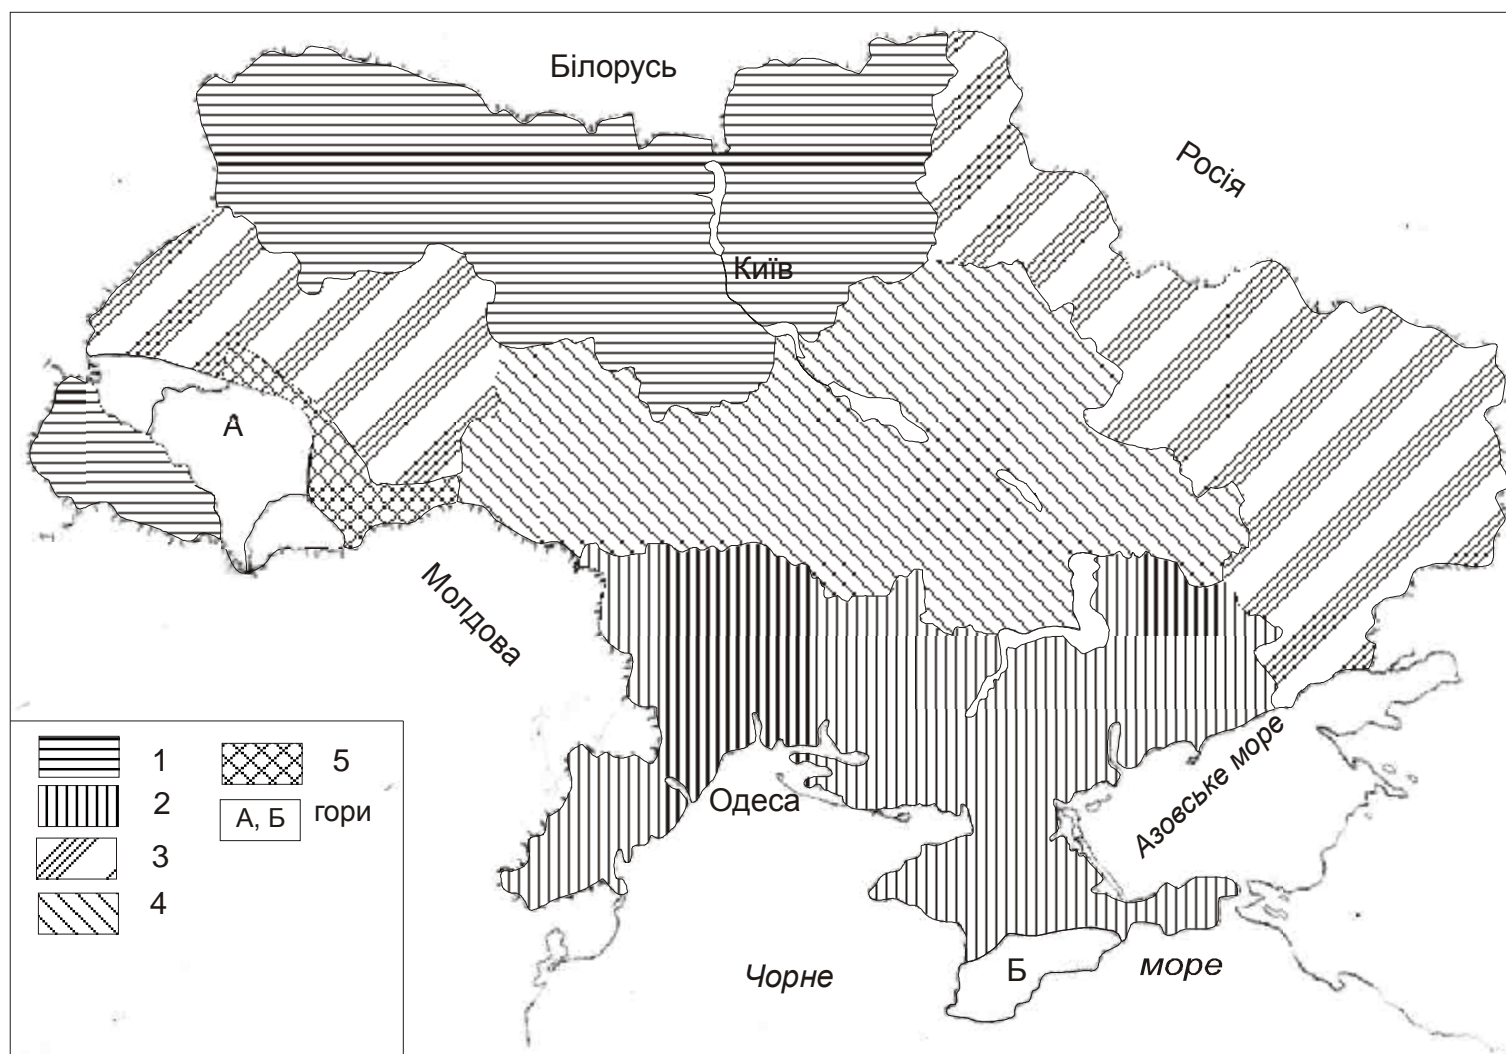 Білорусь
Росія
Київ
А
Молдова
Одеса
Азовське море
Чорне
море
Б
1
2
3
4
5
А, Б
гори